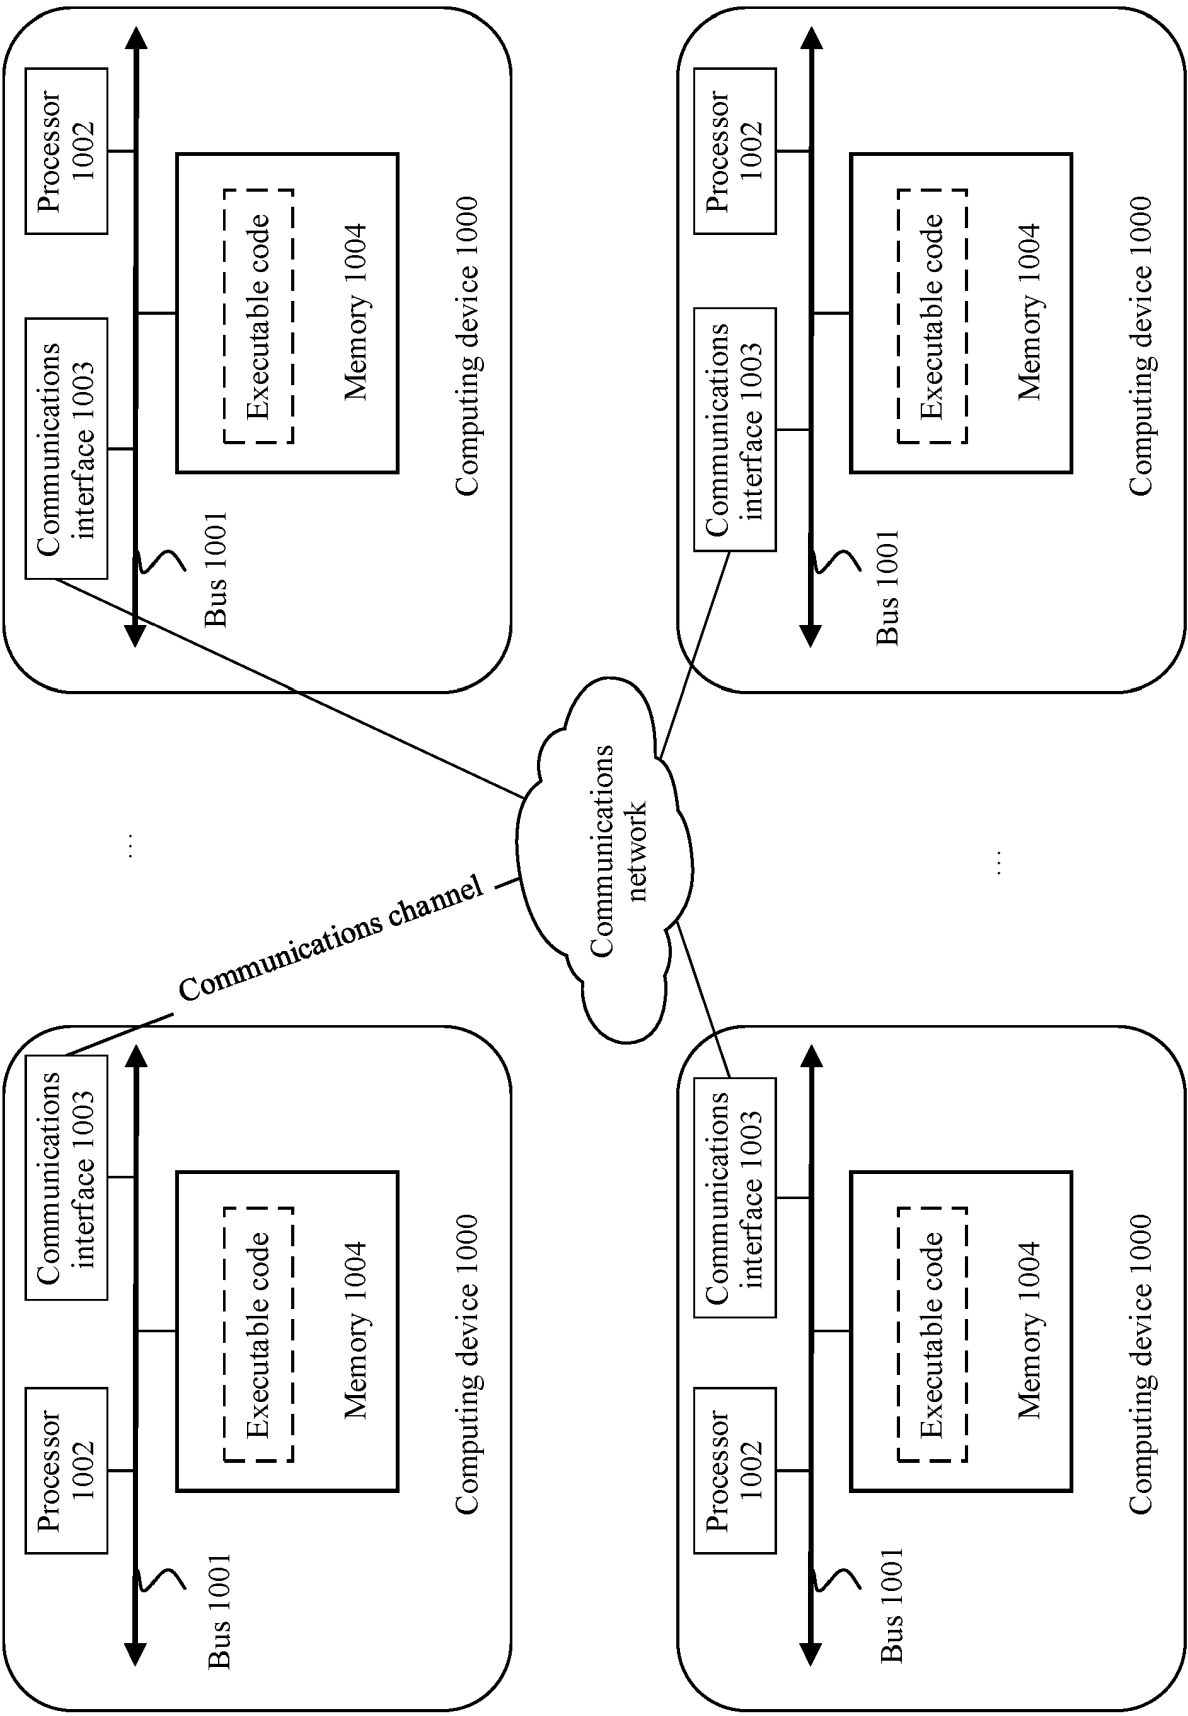 Processor
1002
Communications
interface 1003
Bus 1001
Executable code
Memory 1004
Computing device 1000
...
Processor
1002
Communications
interface 1003
Bus 1001
Executable code
Memory 1004
Computing device 1000
Communications channel
Communications
network
Processor
1002
Communications
interface 1003
Bus 1001
Executable code
Memory 1004
Computing device 1000
...
Communications
interface 1003
Processor
1002
Bus 1001
Executable code
Memory 1004
Computing device 1000